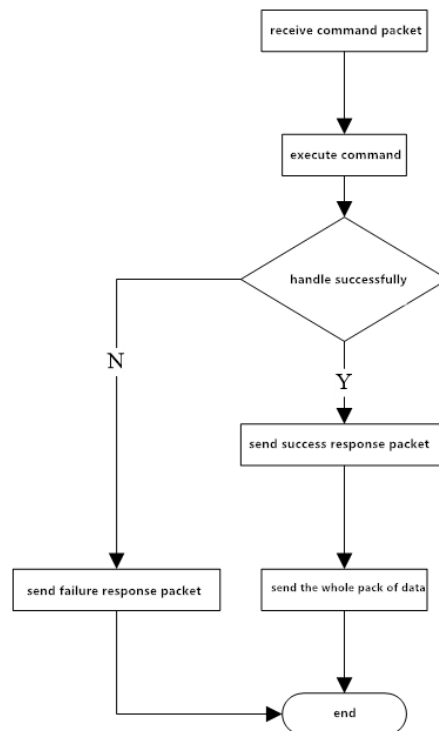 receive command packet
execute command
handle successfully
N
Y
send success response packet
send failure response packet
send the whole pack of data
end